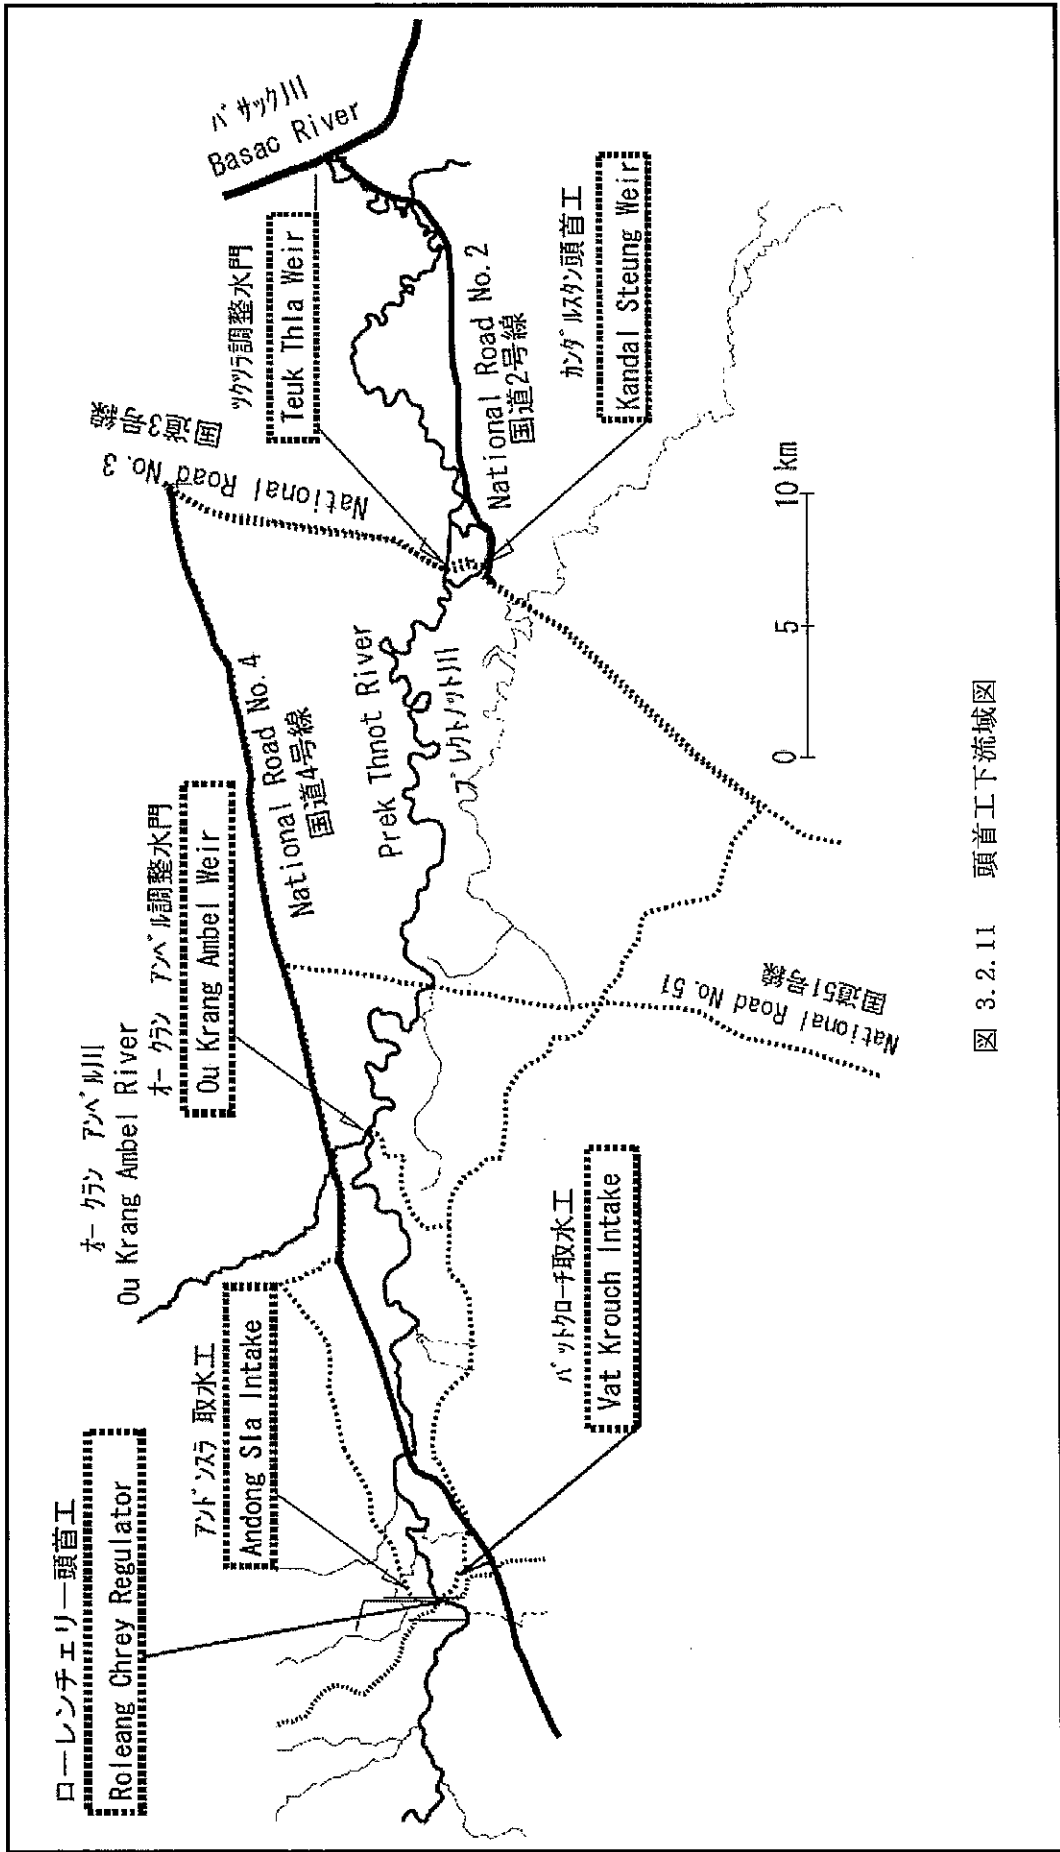 バサック川
Basac River
ツクツラ調整水門
Teuk Thla Weir
カンダルスタン頭首工
Kandal Steung Weir
国道3号線
National Road No.3
National Road No.2
国道2号線
National Road No.4
国道4号線
Prek Thnot River
プレクトノット川
オークラン アンベル調整水門
Ou Krang Ambel Weir
オークラン アンベル川
Ou Krang Ambel River
National Road No.51
国道51号線
アンドンスラ 取水工
Andong Sla Intake
バットクローチ取水工
Vat Krouch Intake
ローレンチェリー頭首工
Roleang Chrey Regulator
0 5 10 km
図 3.2.11 頭首工下流域図